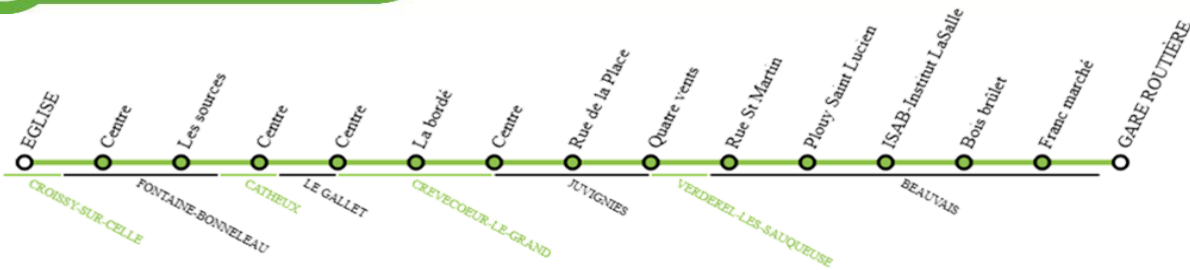 EGLISE
Centre
Les sources
Centre
Centre
La bordé
Centre
Rue de la Place
Quatre vents
Rue St Martin
Plouy Saint Lucien
ISAB-Institut LaSalle
Bois brûlet
Franc marché
GARE ROUTIÈRE
CROISSY-SUR-CELLE
FONTAINE-BONNELEAU
CATHEUX
LE GALLET
CREVECOEUR-LE-GRAND
JUVIGNIES
VERDEREL-LES-SAUQUEUSE
BEAUVAIS